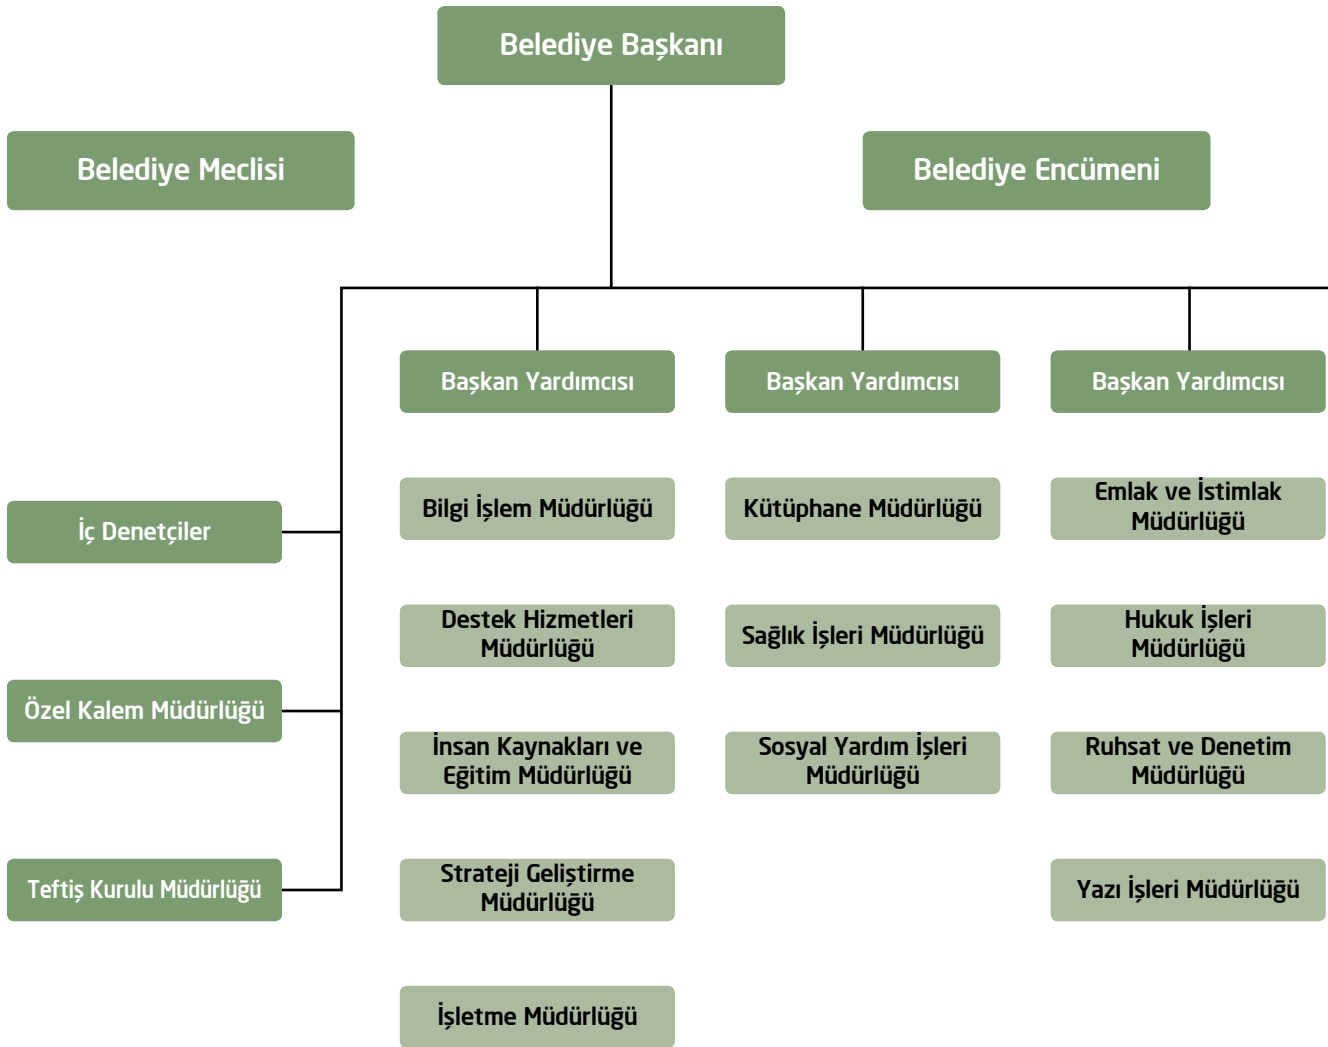 Belediye Başkanı
Belediye Meclisi
Belediye Encümeni
Başkan Yardımcısı
Başkan Yardımcısı
Başkan Yardımcısı
İç Denetçiler
Özel Kalem Müdürlüğü
Teftiş Kurulu Müdürlüğü
Bilgi İşlem Müdürlüğü
Destek Hizmetleri
Müdürlüğü
İnsan Kaynakları ve
Eğitim Müdürlüğü
Strateji Geliştirme
Müdürlüğü
İşletme Müdürlüğü
Kütüphane Müdürlüğü
Sağlık İşleri Müdürlüğü
Sosyal Yardım İşleri
Müdürlüğü
Emlak ve İstimlak
Müdürlüğü
Hukuk İşleri
Müdürlüğü
Ruhsat ve Denetim
Müdürlüğü
Yazı İşleri Müdürlüğü